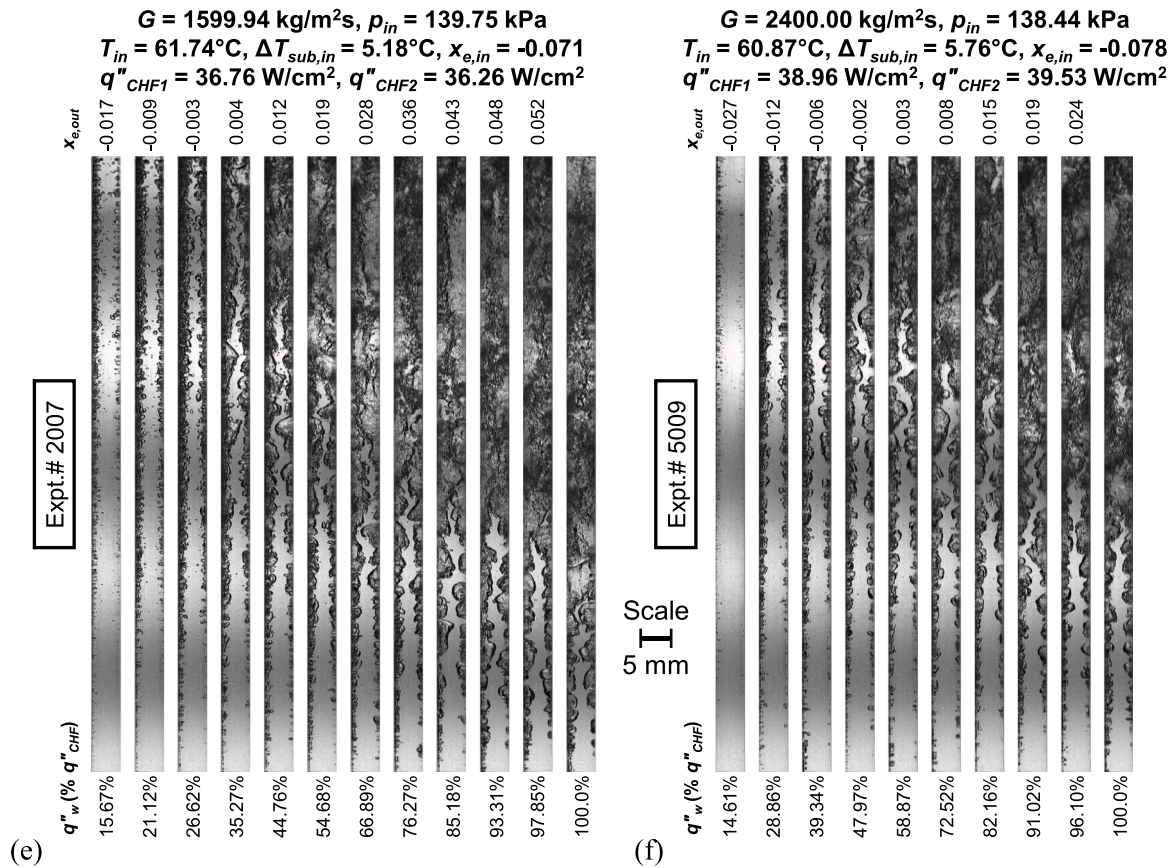 G = 1599.94 kg/m²s, p_in = 139.75 kPa
T_in = 61.74°C, ΔT_sub,in = 5.18°C, x_e,in = -0.071
q"_CHF1 = 36.76 W/cm², q"_CHF2 = 36.26 W/cm²
x_e,out
-0.017
-0.009
-0.003
0.004
0.012
0.019
0.028
0.036
0.043
0.048
0.052
Expt.# 2007
q"_w (% q"_CHF)
15.67%
21.12%
26.62%
35.27%
44.76%
54.68%
66.89%
76.27%
85.18%
93.31%
97.85%
100.0%
(e)
G = 2400.00 kg/m²s, p_in = 138.44 kPa
T_in = 60.87°C, ΔT_sub,in = 5.76°C, x_e,in = -0.078
q"_CHF1 = 38.96 W/cm², q"_CHF2 = 39.53 W/cm²
x_e,out
-0.027
-0.012
-0.006
-0.002
0.003
0.008
0.015
0.019
0.024
Expt.# 5009
Scale
5 mm
q"_w (% q"_CHF)
14.61%
28.86%
39.34%
47.97%
58.87%
72.52%
82.16%
91.02%
96.10%
100.0%
(f)